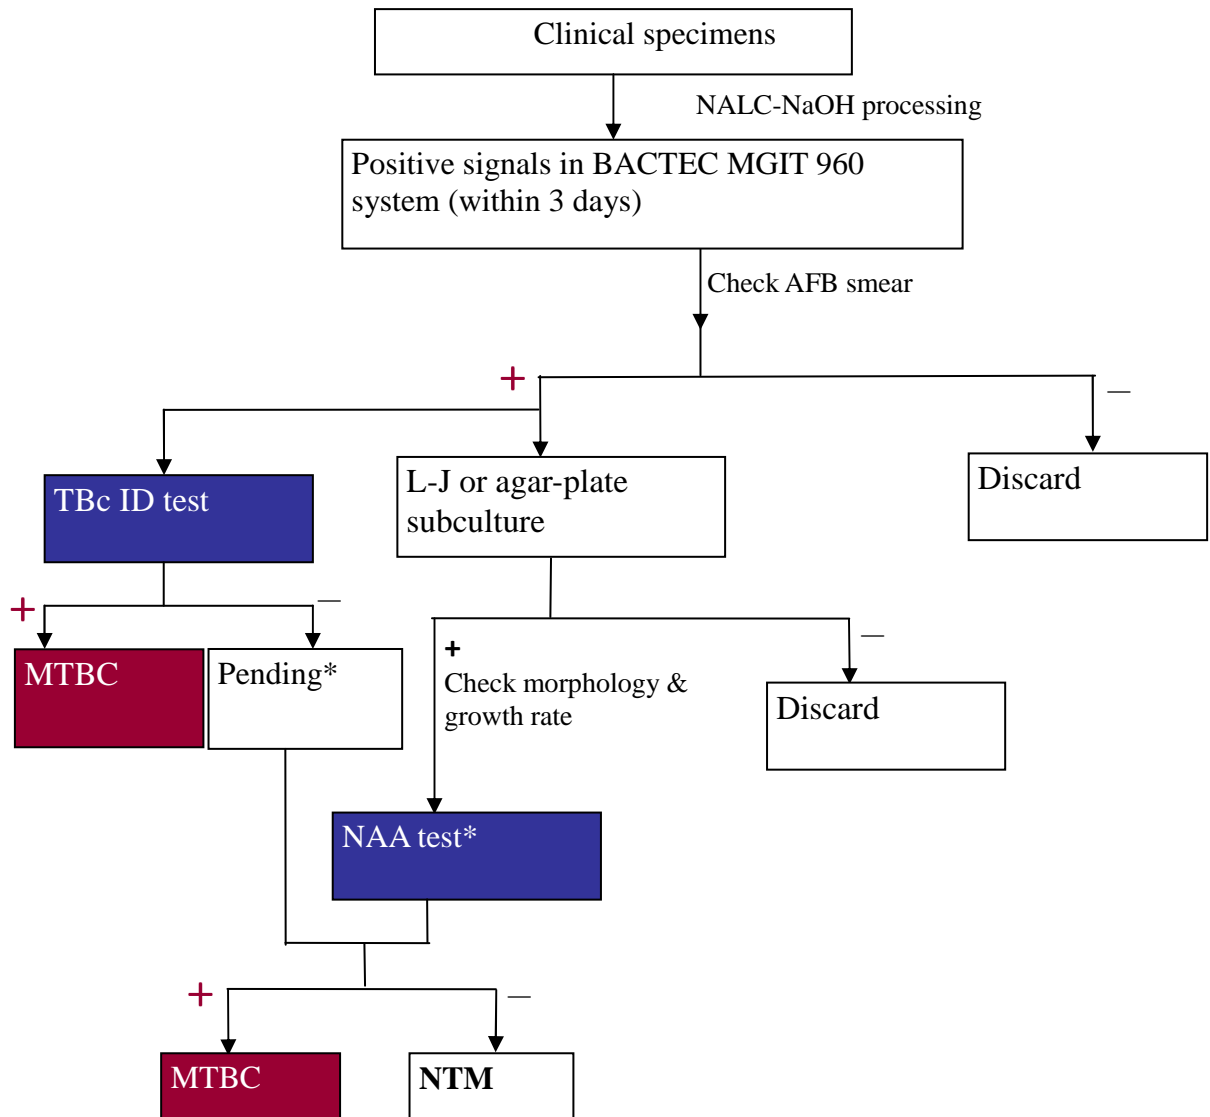 Clinical specimens
NALC-NaOH processing
Positive signals in BACTEC MGIT 960
system (within 3 days)
Check AFB smear
+
—
TBc ID test
L-J or agar-plate
subculture
Discard
+
—
+
—
MTBC
Pending*
Check morphology &
growth rate
Discard
NAA test*
+
—
MTBC
NTM